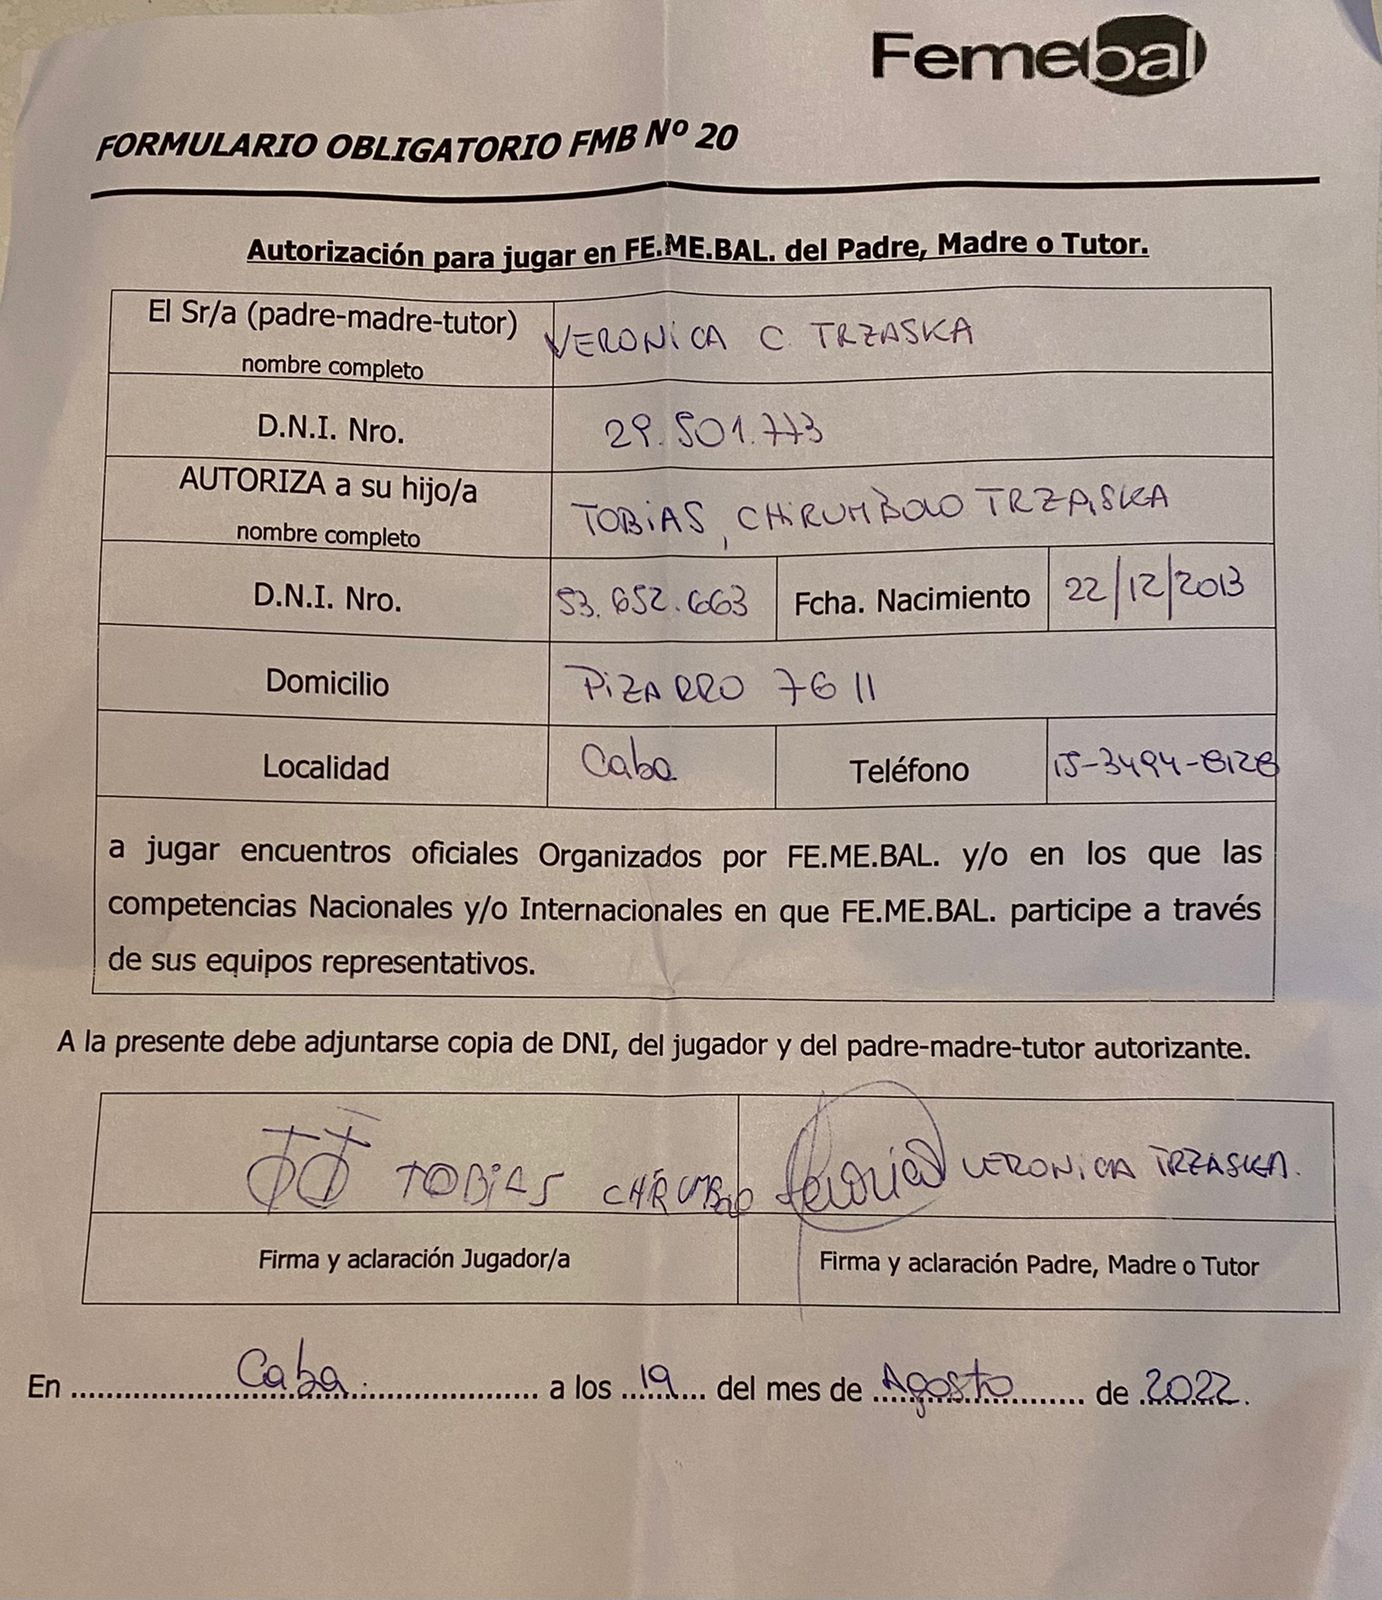 Femebal
FORMULARIO OBLIGATORIO FMB Nº 20
Autorización para jugar en FE.ME.BAL. del Padre, Madre o Tutor.
El Sr/a (padre-madre-tutor) VERONICA C. TRZASKA
nombre completo
D.N.I. Nro. 29.501.773
AUTORIZA a su hijo/a TOBIAS, CHIRUMBOLO TRZASKA
nombre completo
D.N.I. Nro. 53.652.663 Fcha. Nacimiento 22/12/2013
Domicilio PIZARRO 7611
Localidad Caba Teléfono 15-3494-8128
a jugar encuentros oficiales Organizados por FE.ME.BAL. y/o en los que las
competencias Nacionales y/o Internacionales en que FE.ME.BAL. participe a través
de sus equipos representativos.
A la presente debe adjuntarse copia de DNI, del jugador y del padre-madre-tutor autorizante.
TOBIAS CHIRUMBO VERONICA TRZASKA.
Firma y aclaración Jugador/a Firma y aclaración Padre, Madre o Tutor
En Caba a los 19 del mes de Agosto de 2022.